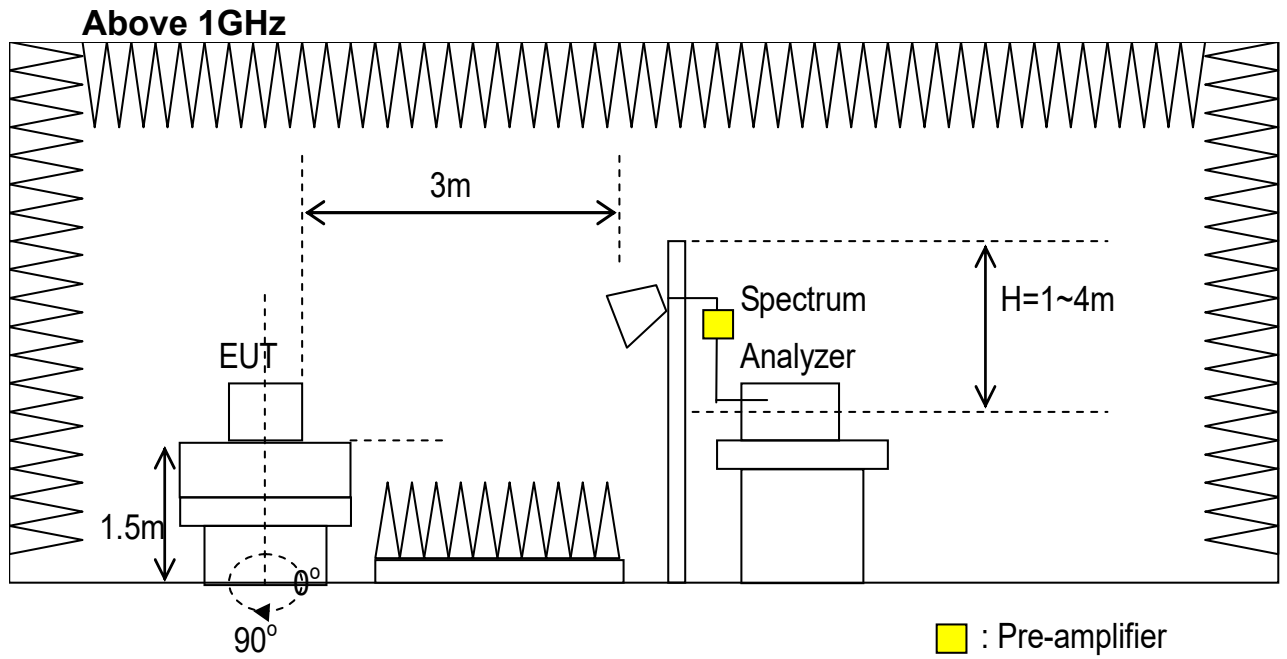 Above 1GHz
3m
Spectrum
H=1~4m
EUT
Analyzer
1.5m
0°
90°
: Pre-amplifier